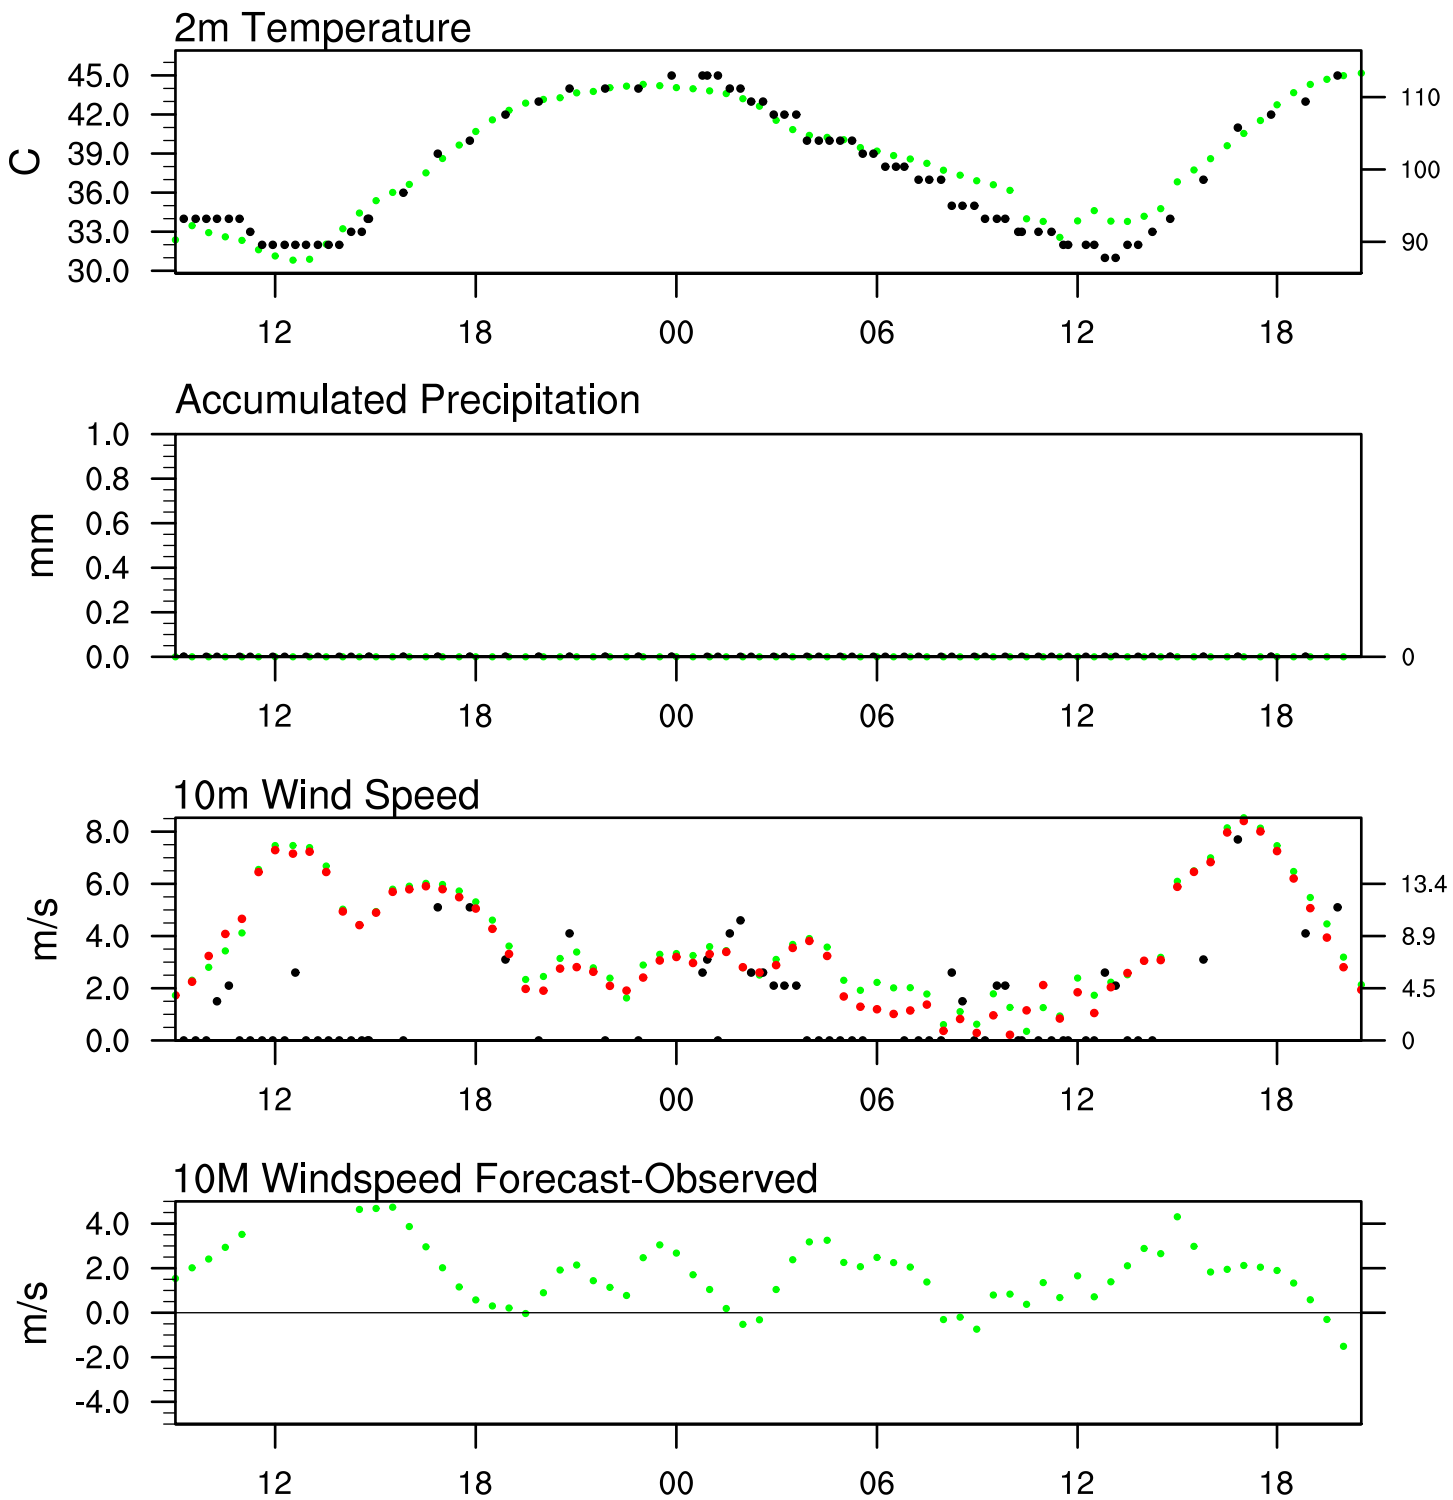 2m Temperature
45.0
42.0
39.0
36.0
33.0
30.0
C
110
100
90
12 18 00 06 12 18
Accumulated Precipitation
1.0
0.8
0.6
0.4
0.2
0.0
mm
0
12 18 00 06 12 18
10m Wind Speed
8.0
6.0
4.0
2.0
0.0
m/s
13.4
8.9
4.5
0
12 18 00 06 12 18
10M Windspeed Forecast-Observed
4.0
2.0
0.0
-2.0
-4.0
m/s
12 18 00 06 12 18